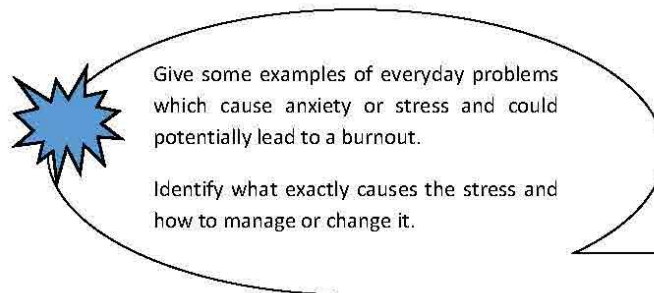 Give some examples of everyday problems
which cause anxiety or stress and could
potentially lead to a burnout.
Identify what exactly causes the stress and
how to manage or change it.